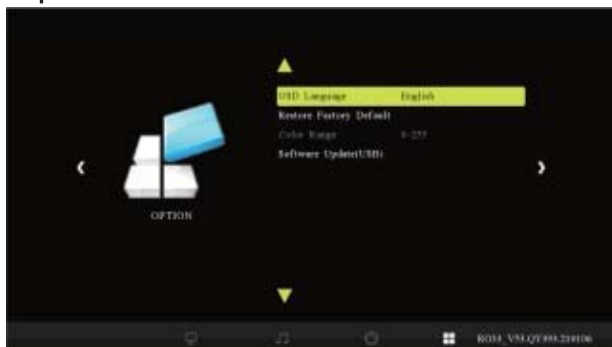 OSD Language English
Restore Factory Default
Color Range 0-255
Software Update(USB)
OPTION